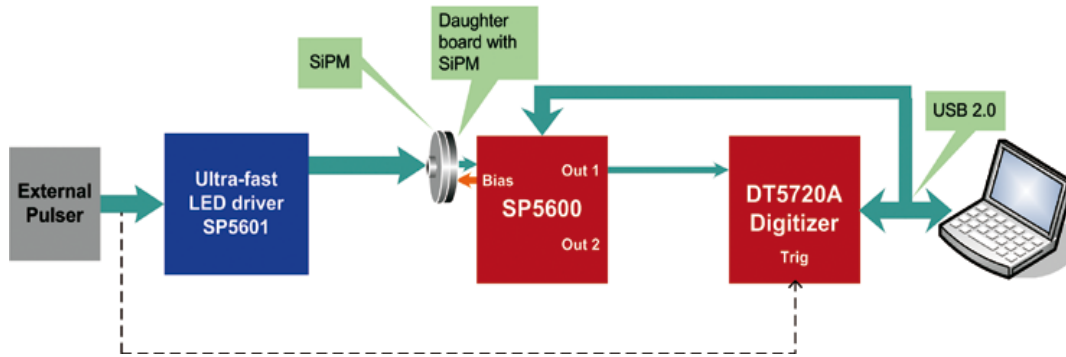 Daughter
board with
SiPM
SiPM
USB 2.0
External
Pulser
Ultra-fast
LED driver
SP5601
Bias
Out 1
SP5600
Out 2
DT5720A
Digitizer
Trig